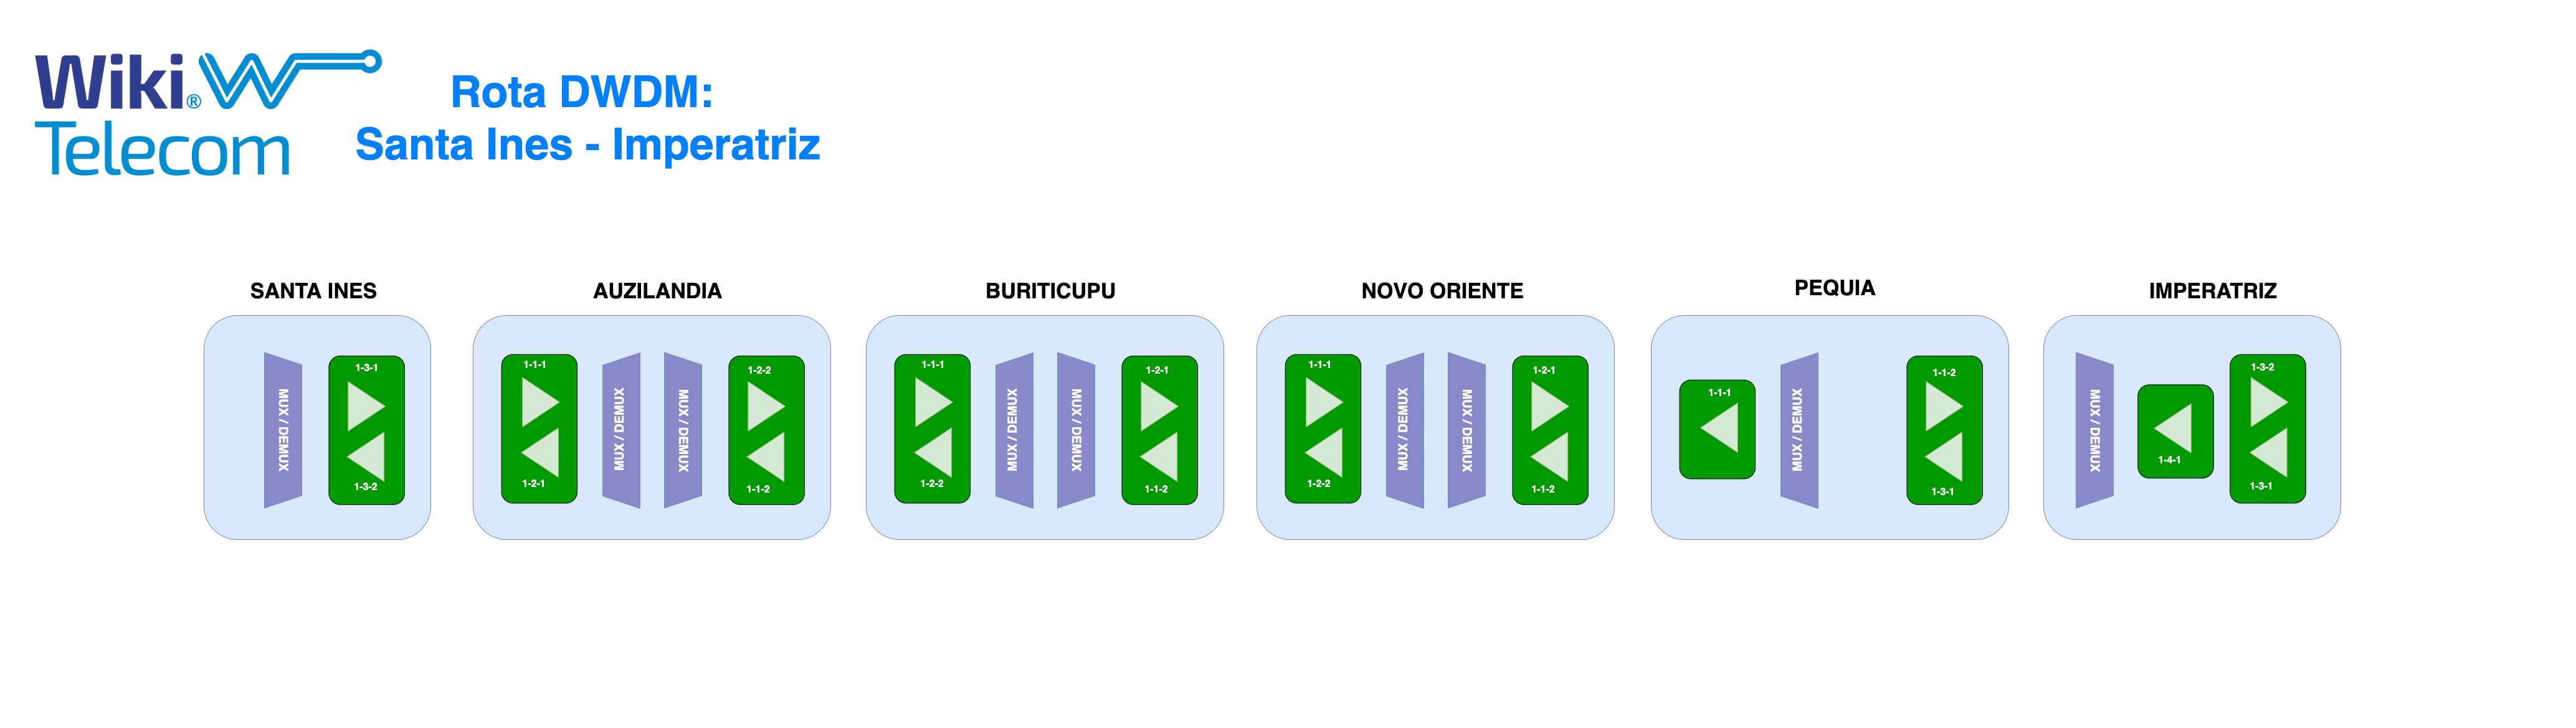 Wiki®
Telecom
Rota DWDM:
Santa Ines - Imperatriz
SANTA INES
MUX / DEMUX
1-3-1
1-3-2
AUZILANDIA
1-1-1
1-2-1
MUX / DEMUX
MUX / DEMUX
1-2-2
1-1-2
BURITICUPU
1-1-1
1-2-2
MUX / DEMUX
MUX / DEMUX
1-2-1
1-1-2
NOVO ORIENTE
1-1-1
1-2-2
MUX / DEMUX
MUX / DEMUX
1-2-1
1-1-2
PEQUIA
1-1-1
MUX / DEMUX
1-1-2
1-3-1
IMPERATRIZ
MUX / DEMUX
1-4-1
1-3-2
1-3-1